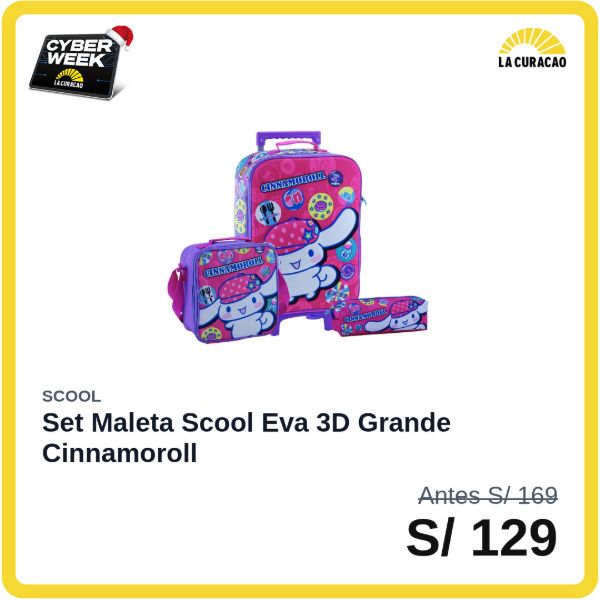 CYBER
WEEK
LA CURACAO
LA CURACAO
CINNAMOROLL
CINNAMOROLL
CINNAMOROLL
SCOOL
Set Maleta Scool Eva 3D Grande
Cinnamoroll
Antes S/ 169
S/ 129